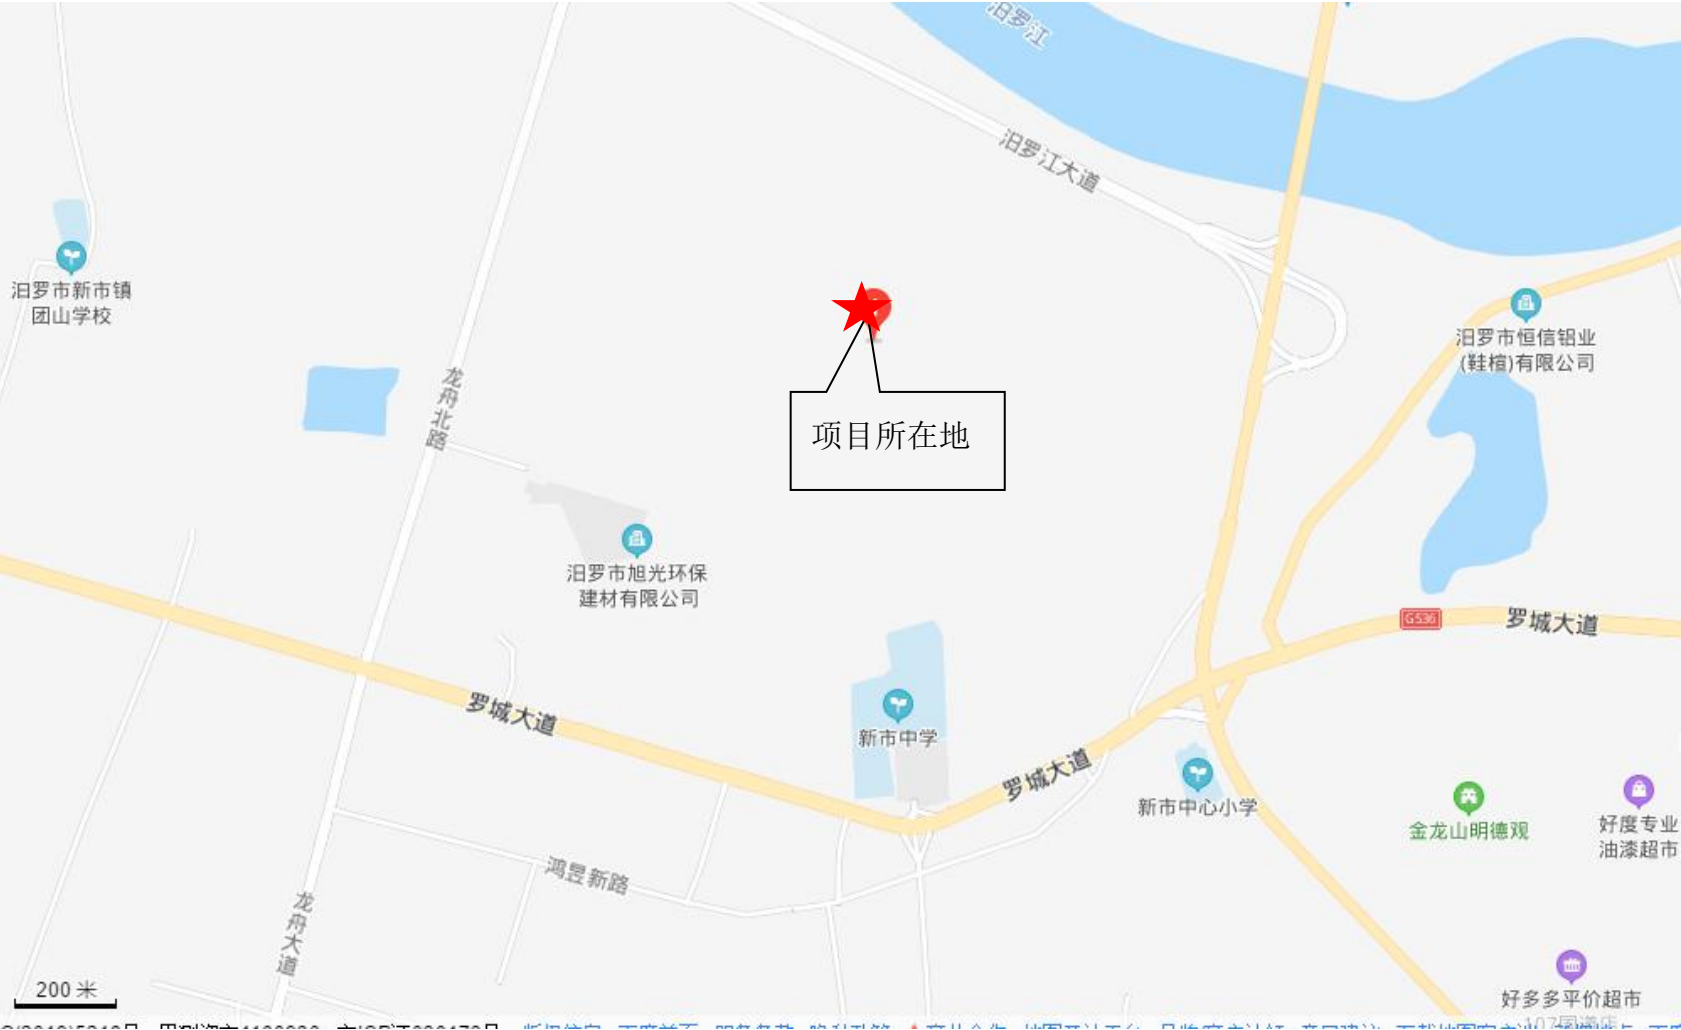 汨罗江
汨罗江大道
汨罗市新市镇
团山学校
汨罗市恒信铝业
(鞋楦)有限公司
龙舟北路
项目所在地
汨罗市旭光环保
建材有限公司
G536
罗城大道
罗城大道
新市中学
罗城大道
新市中心小学
金龙山明德观
好度专业
油漆超市
鸿昱新路
龙舟大道
200 米
好多多平价超市